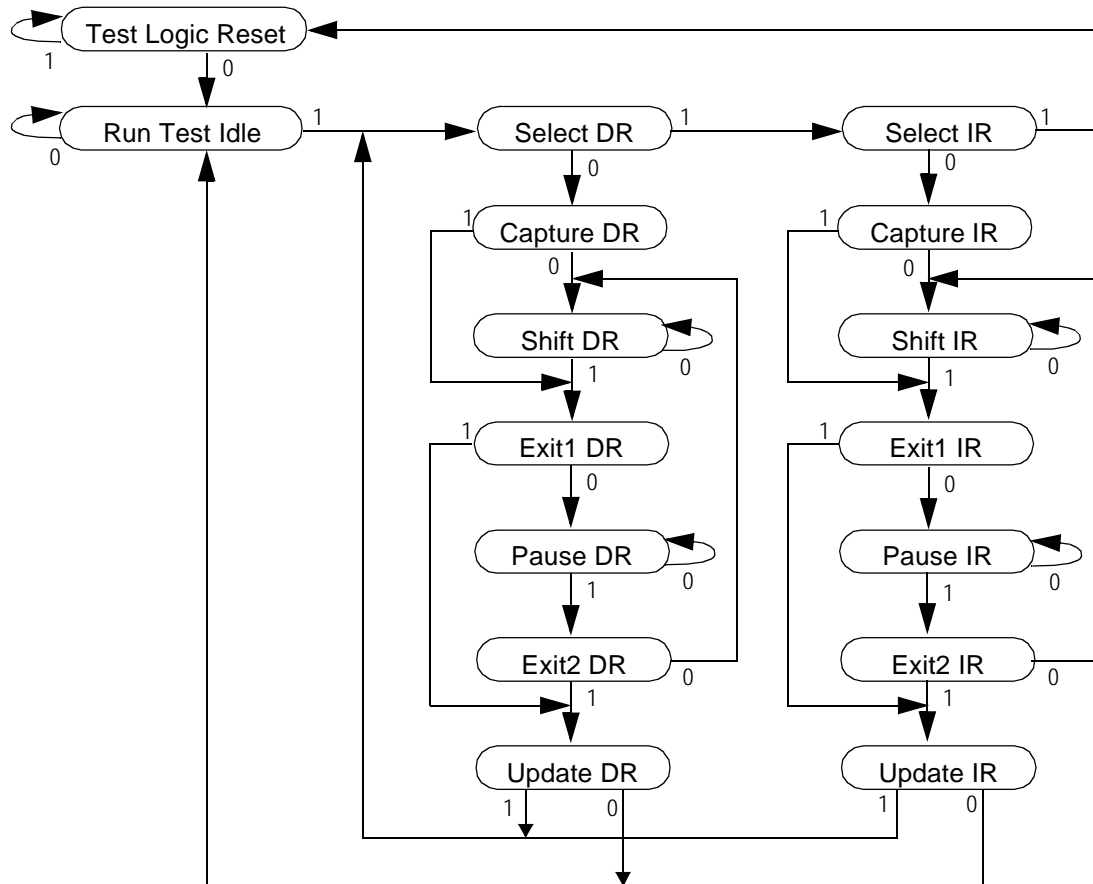 Test Logic Reset
1
0
Run Test Idle
1
Select DR
1
Select IR
1
0
0
0
1
Capture DR
1
Capture IR
0
0
Shift DR
Shift IR
0
0
1
1
1
Exit1 DR
1
Exit1 IR
0
0
Pause DR
Pause IR
0
0
1
1
Exit2 DR
Exit2 IR
0
0
1
1
Update DR
Update IR
1
0
1
0